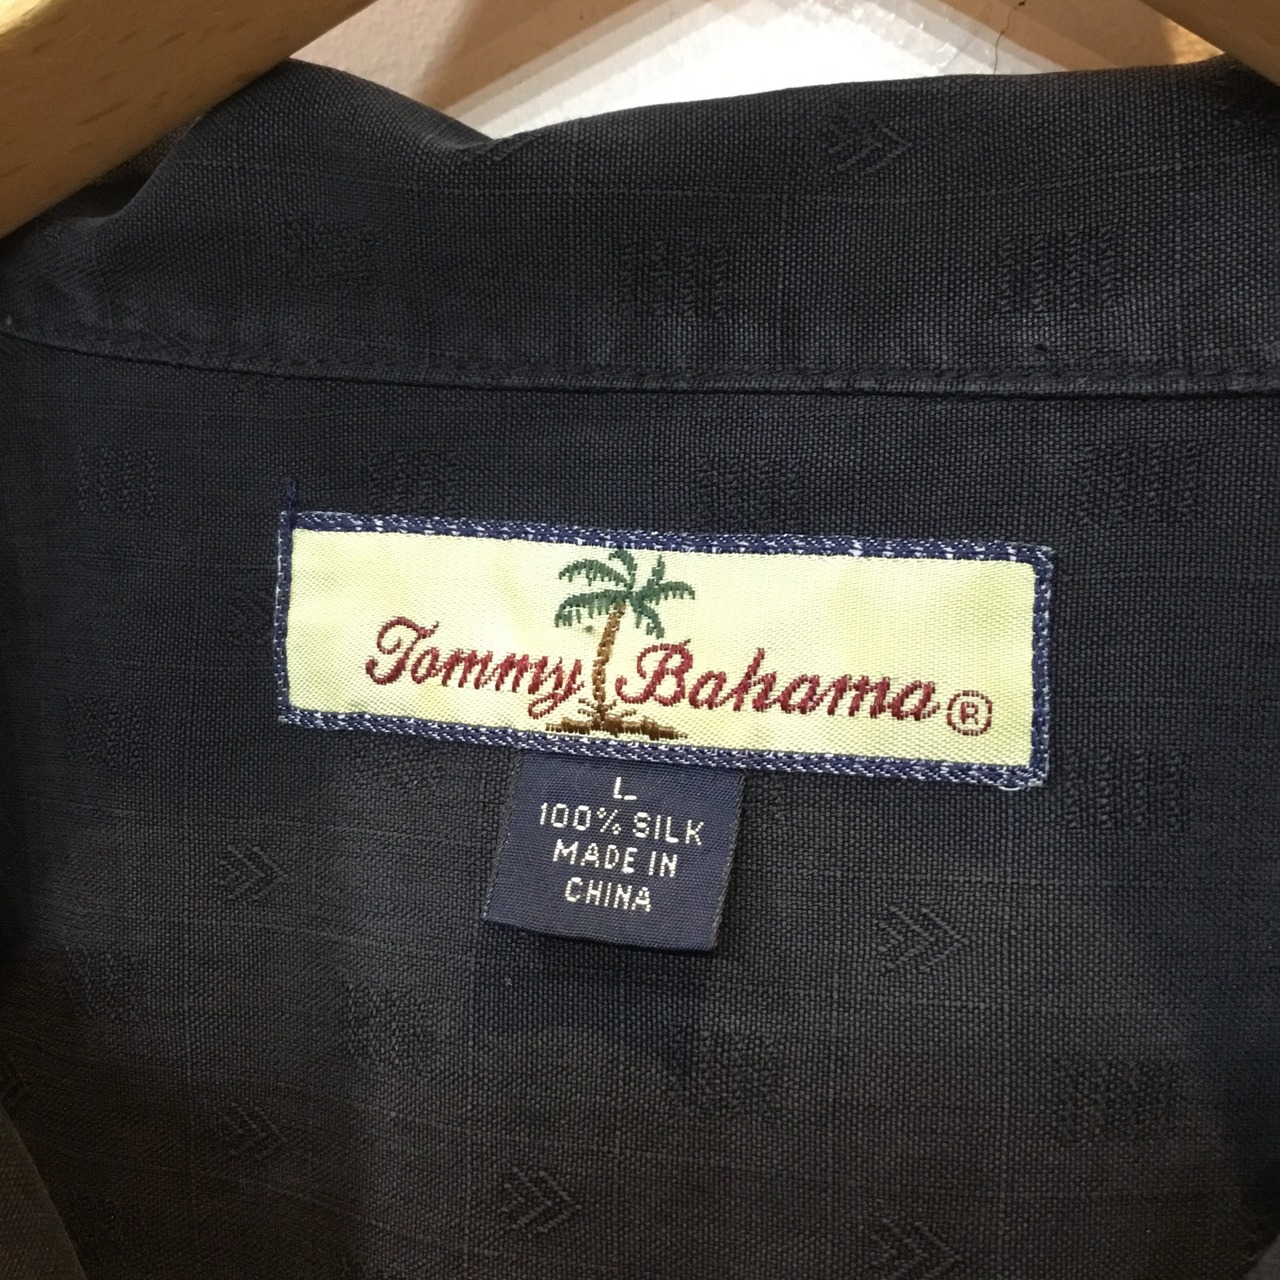 Tommy Bahama®
L
100% SILK
MADE IN
CHINA